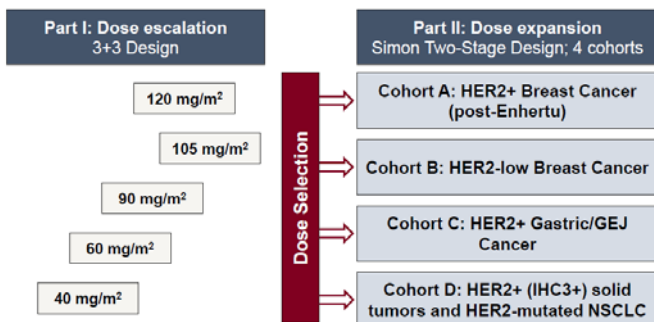 Part I: Dose escalation
3+3 Design
120 mg/m²
105 mg/m²
90 mg/m²
60 mg/m²
40 mg/m²
Dose Selection
Part II: Dose expansion
Simon Two-Stage Design; 4 cohorts
Cohort A: HER2+ Breast Cancer
(post-Enhertu)
Cohort B: HER2-low Breast Cancer
Cohort C: HER2+ Gastric/GEJ
Cancer
Cohort D: HER2+ (IHC3+) solid
tumors and HER2-mutated NSCLC